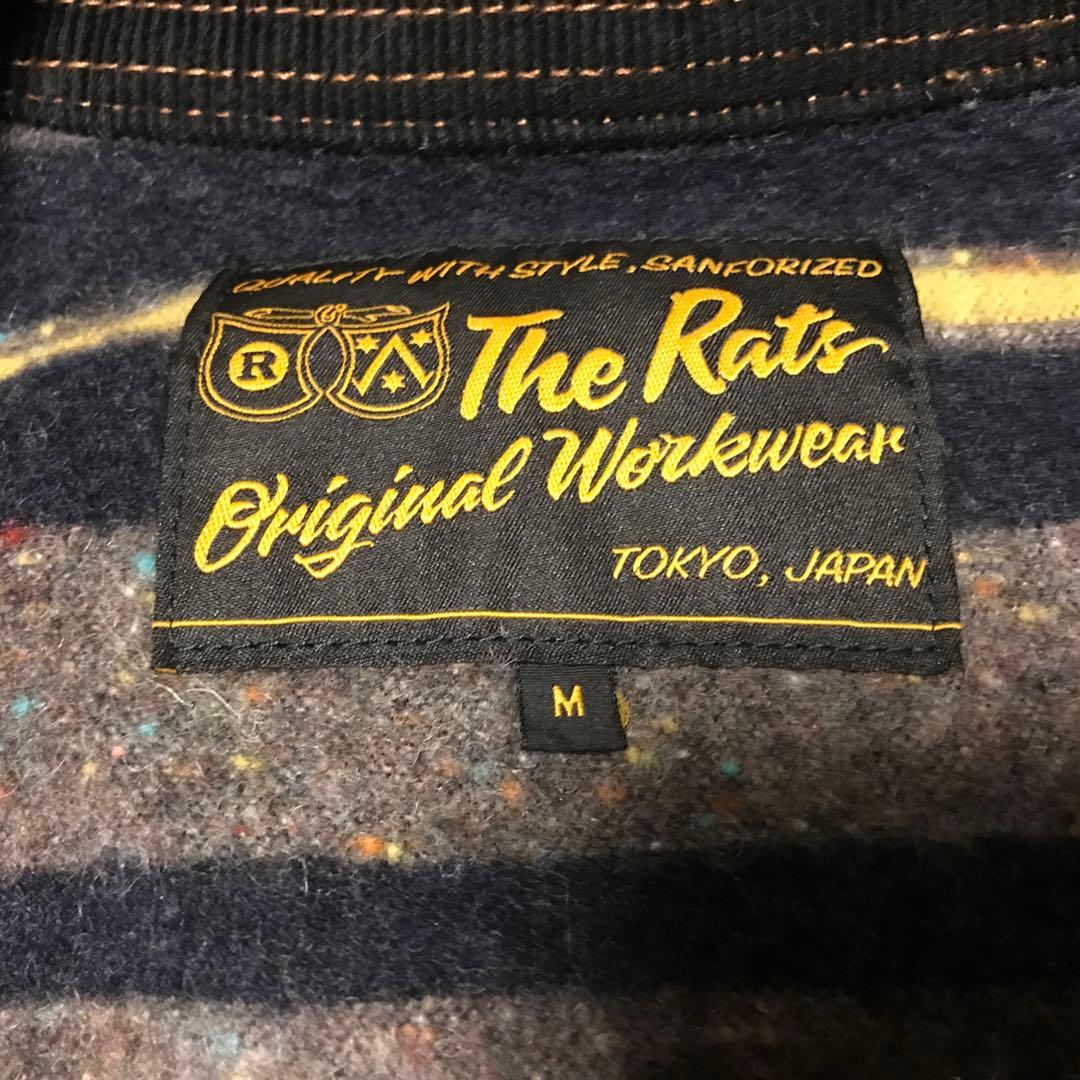 QUALITY WITH STYLE, SANFORIZED
R
The Rats
Original Workwear
TOKYO, JAPAN
M